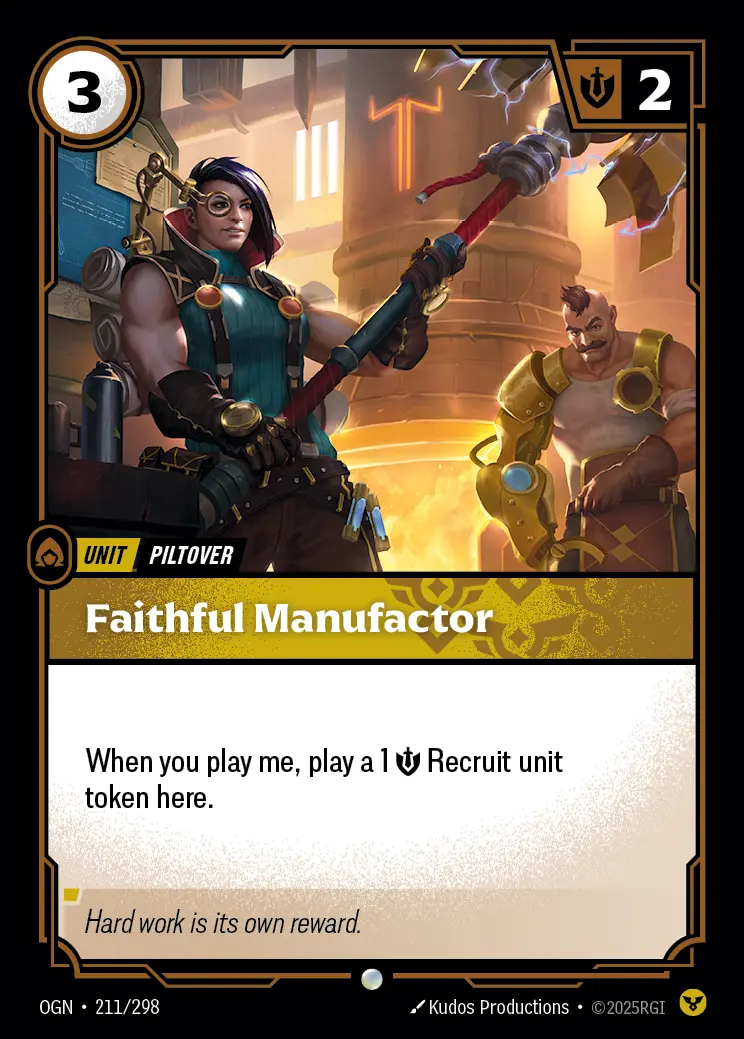 3
2
UNIT PILTOVER
Faithful Manufactor
When you play me, play a 1 Recruit unit
token here.
Hard work is its own reward.
OGN • 211/298 Kudos Productions • ©2025RGI